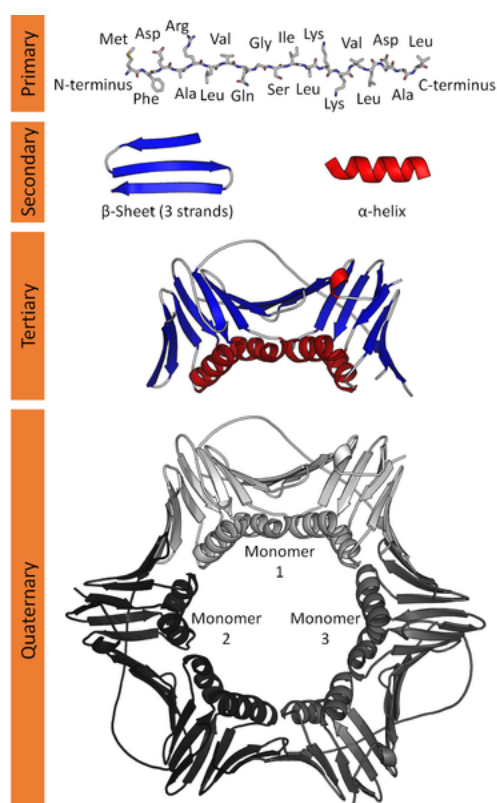 Primary
Met Asp Arg Val Gly Ile Lys Val Asp Leu
N-terminus Phe Ala Leu Gln Ser Leu Lys Leu Ala C-terminus
Secondary
β-Sheet (3 strands)
α-helix
Tertiary
Quaternary
Monomer
1
Monomer
2
Monomer
3